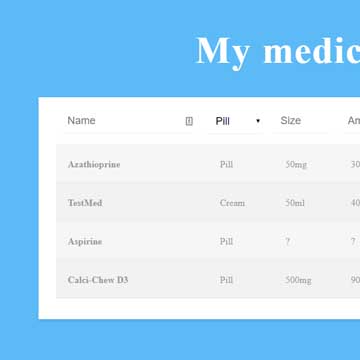 My medic
Name Pill Size Am
Azathioprine Pill 50mg 30
TestMed Cream 50ml 40
Aspirine Pill ? ?
Calci-Chew D3 Pill 500mg 90